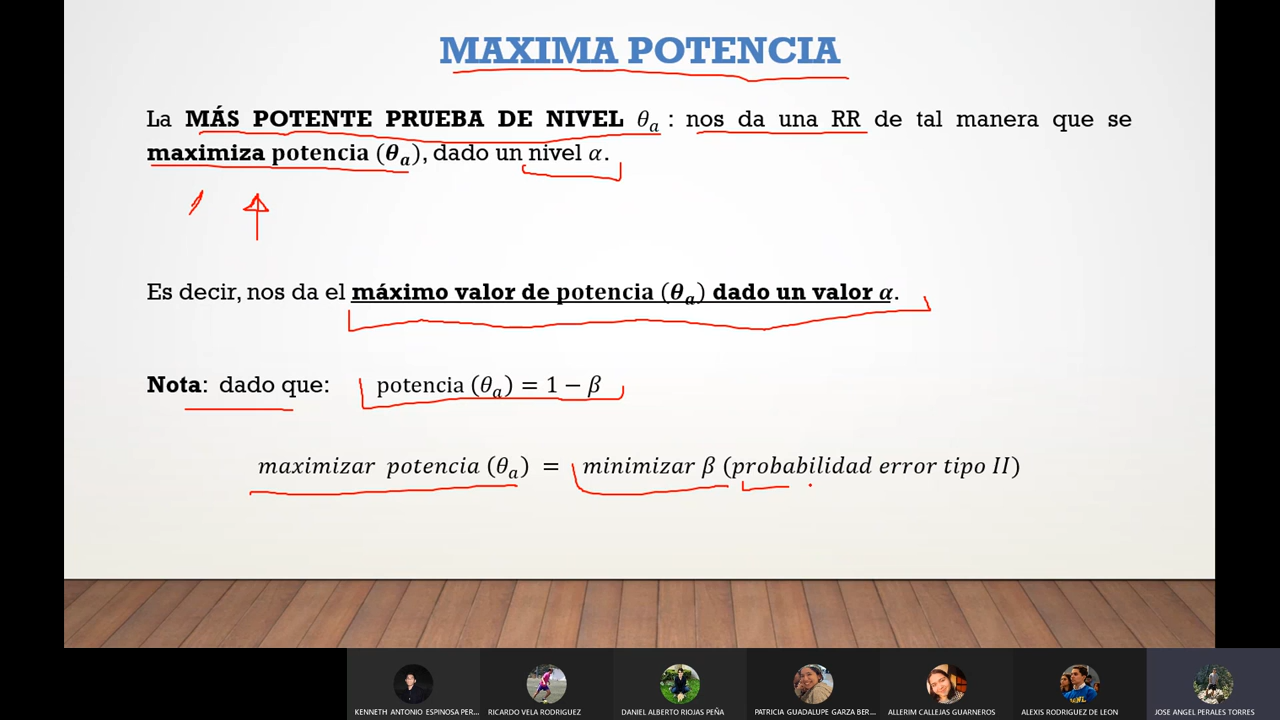 MAXIMA POTENCIA
La MÁS POTENTE PRUEBA DE NIVEL θₐ : nos da una RR de tal manera que se
maximiza potencia (θₐ), dado un nivel α.
Es decir, nos da el máximo valor de potencia (θₐ) dado un valor α.
Nota: dado que: potencia (θₐ) = 1 − β
maximizar potencia (θₐ) = minimizar β (probabilidad error tipo II)
KENNETH ANTONIO ESPINOSA PER...
RICARDO VELA RODRIGUEZ
DANIEL ALBERTO RIOJAS PEÑA
PATRICIA GUADALUPE GARZA BER...
ALLERIM CALLEJAS GUARNEROS
ALEXIS RODRIGUEZ DE LEON
JOSE ANGEL PERALES TORRES